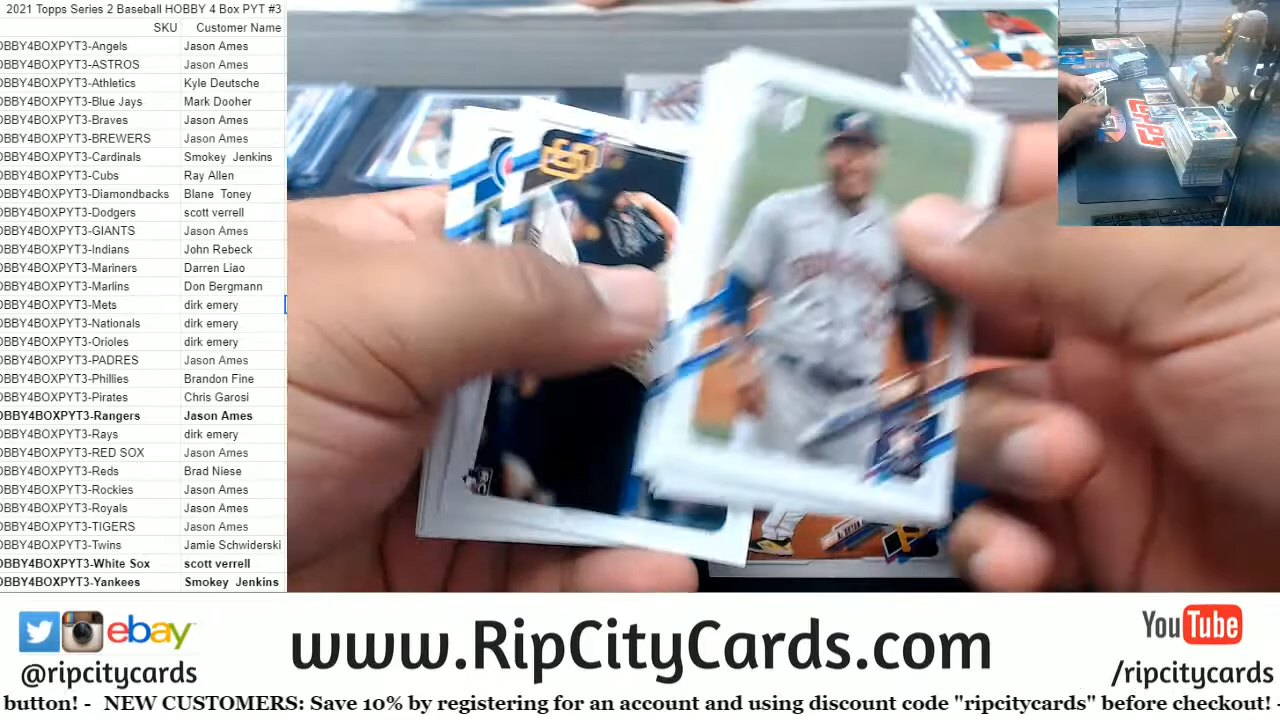 2021 Topps Series 2 Baseball HOBBY 4 Box PYT #3
SKU Customer Name
OBBY4BOXPYT3-Angels Jason Ames
OBBY4BOXPYT3-ASTROS Jason Ames
OBBY4BOXPYT3-Athletics Kyle Deutsche
OBBY4BOXPYT3-Blue Jays Mark Dooher
OBBY4BOXPYT3-Braves Jason Ames
OBBY4BOXPYT3-BREWERS Jason Ames
OBBY4BOXPYT3-Cardinals Smokey Jenkins
OBBY4BOXPYT3-Cubs Ray Allen
OBBY4BOXPYT3-Diamondbacks Blane Toney
OBBY4BOXPYT3-Dodgers scott verrell
OBBY4BOXPYT3-GIANTS Jason Ames
OBBY4BOXPYT3-Indians John Rebeck
OBBY4BOXPYT3-Mariners Darren Liao
OBBY4BOXPYT3-Marlins Don Bergmann
OBBY4BOXPYT3-Mets dirk emery
OBBY4BOXPYT3-Nationals dirk emery
OBBY4BOXPYT3-Orioles dirk emery
OBBY4BOXPYT3-PADRES Jason Ames
OBBY4BOXPYT3-Phillies Brandon Fine
OBBY4BOXPYT3-Pirates Chris Garosi
OBBY4BOXPYT3-Rangers Jason Ames
OBBY4BOXPYT3-Rays dirk emery
OBBY4BOXPYT3-RED SOX Jason Ames
OBBY4BOXPYT3-Reds Brad Niese
OBBY4BOXPYT3-Rockies Jason Ames
OBBY4BOXPYT3-Royals Jason Ames
OBBY4BOXPYT3-TIGERS Jason Ames
OBBY4BOXPYT3-Twins Jamie Schwiderski
OBBY4BOXPYT3-White Sox scott verrell
OBBY4BOXPYT3-Yankees Smokey Jenkins
SD
ebay
@ripcitycards
www.RipCityCards.com
YouTube
/ripcitycards
button! - NEW CUSTOMERS: Save 10% by registering for an account and using discount code "ripcitycards" before checkout! -